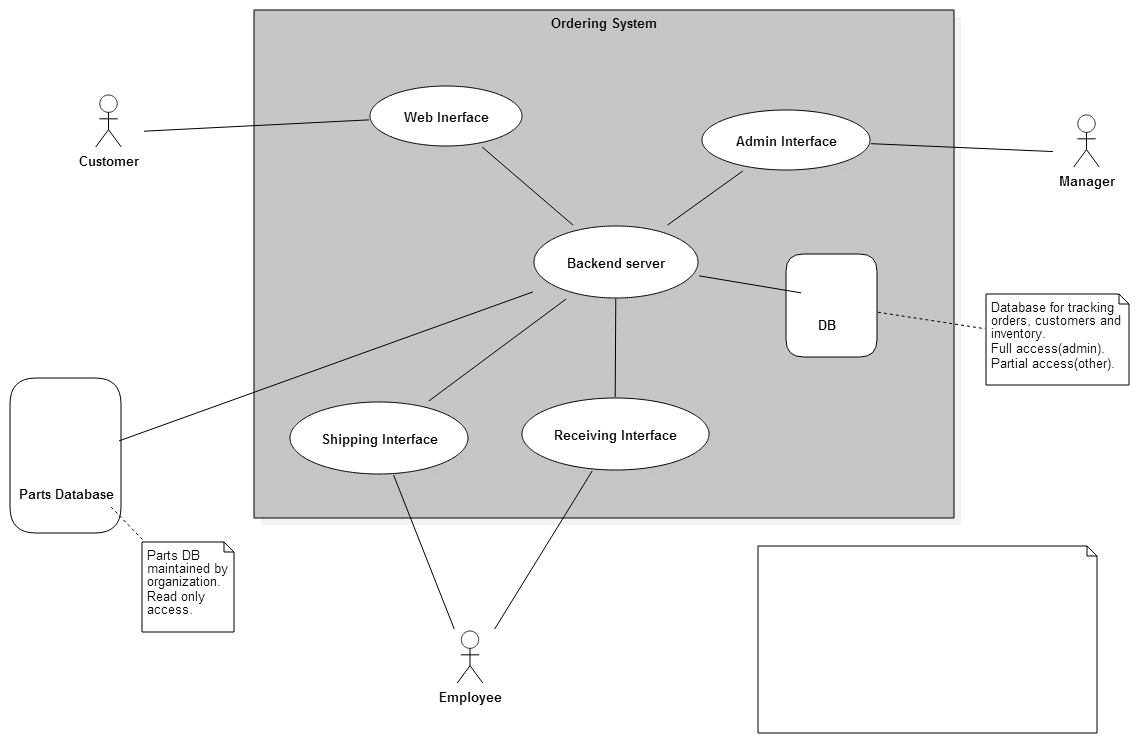 Ordering System
Web Inerface
Admin Interface
Customer
Manager
Backend server
DB
Database for tracking
orders, customers and
inventory.
Full access(admin).
Partial access(other).
Shipping Interface
Receiving Interface
Parts Database
Parts DB
maintained by
organization.
Read only
access.
Employee